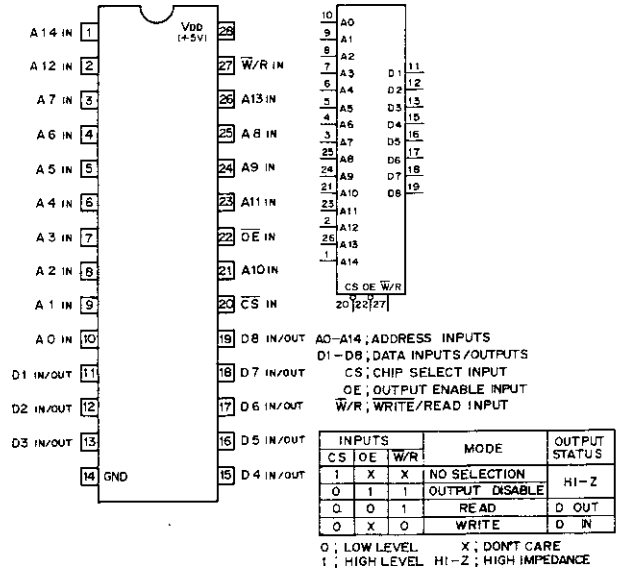 A14 IN 1
A12 IN 2
A7 IN 3
A6 IN 4
A5 IN 5
A4 IN 6
A3 IN 7
A2 IN 8
A1 IN 9
A0 IN 10
D1 IN/OUT 11
D2 IN/OUT 12
D3 IN/OUT 13
14 GND
VDD
(+5V)
28
27 W̅/R IN
26 A13 IN
25 A8 IN
24 A9 IN
23 A11 IN
22 O̅E̅ IN
21 A10 IN
20 C̅S̅ IN
19 D8 IN/OUT
18 D7 IN/OUT
17 D6 IN/OUT
16 D5 IN/OUT
15 D4 IN/OUT
10 A0
9 A1
8 A2
7 A3
6 A4
5 A5
4 A6
3 A7
25 A8
24 A9
21 A10
23 A11
2 A12
26 A13
1 A14
D1 11
D2 12
D3 13
D4 15
D5 16
D6 17
D7 18
D8 19
CS OE W̅/R
20 22 27
A0-A14 ; ADDRESS INPUTS
D1-D8 ; DATA INPUTS/OUTPUTS
CS ; CHIP SELECT INPUT
OE ; OUTPUT ENABLE INPUT
W̅/R ; W̅R̅I̅T̅E̅/READ INPUT
INPUTS MODE OUTPUT STATUS
CS OE W̅/R
1 X X NO SELECTION HI-Z
0 1 1 OUTPUT DISABLE
0 0 1 READ D OUT
0 X 0 WRITE D IN
0 ; LOW LEVEL X ; DON'T CARE
1 ; HIGH LEVEL HI-Z ; HIGH IMPEDANCE